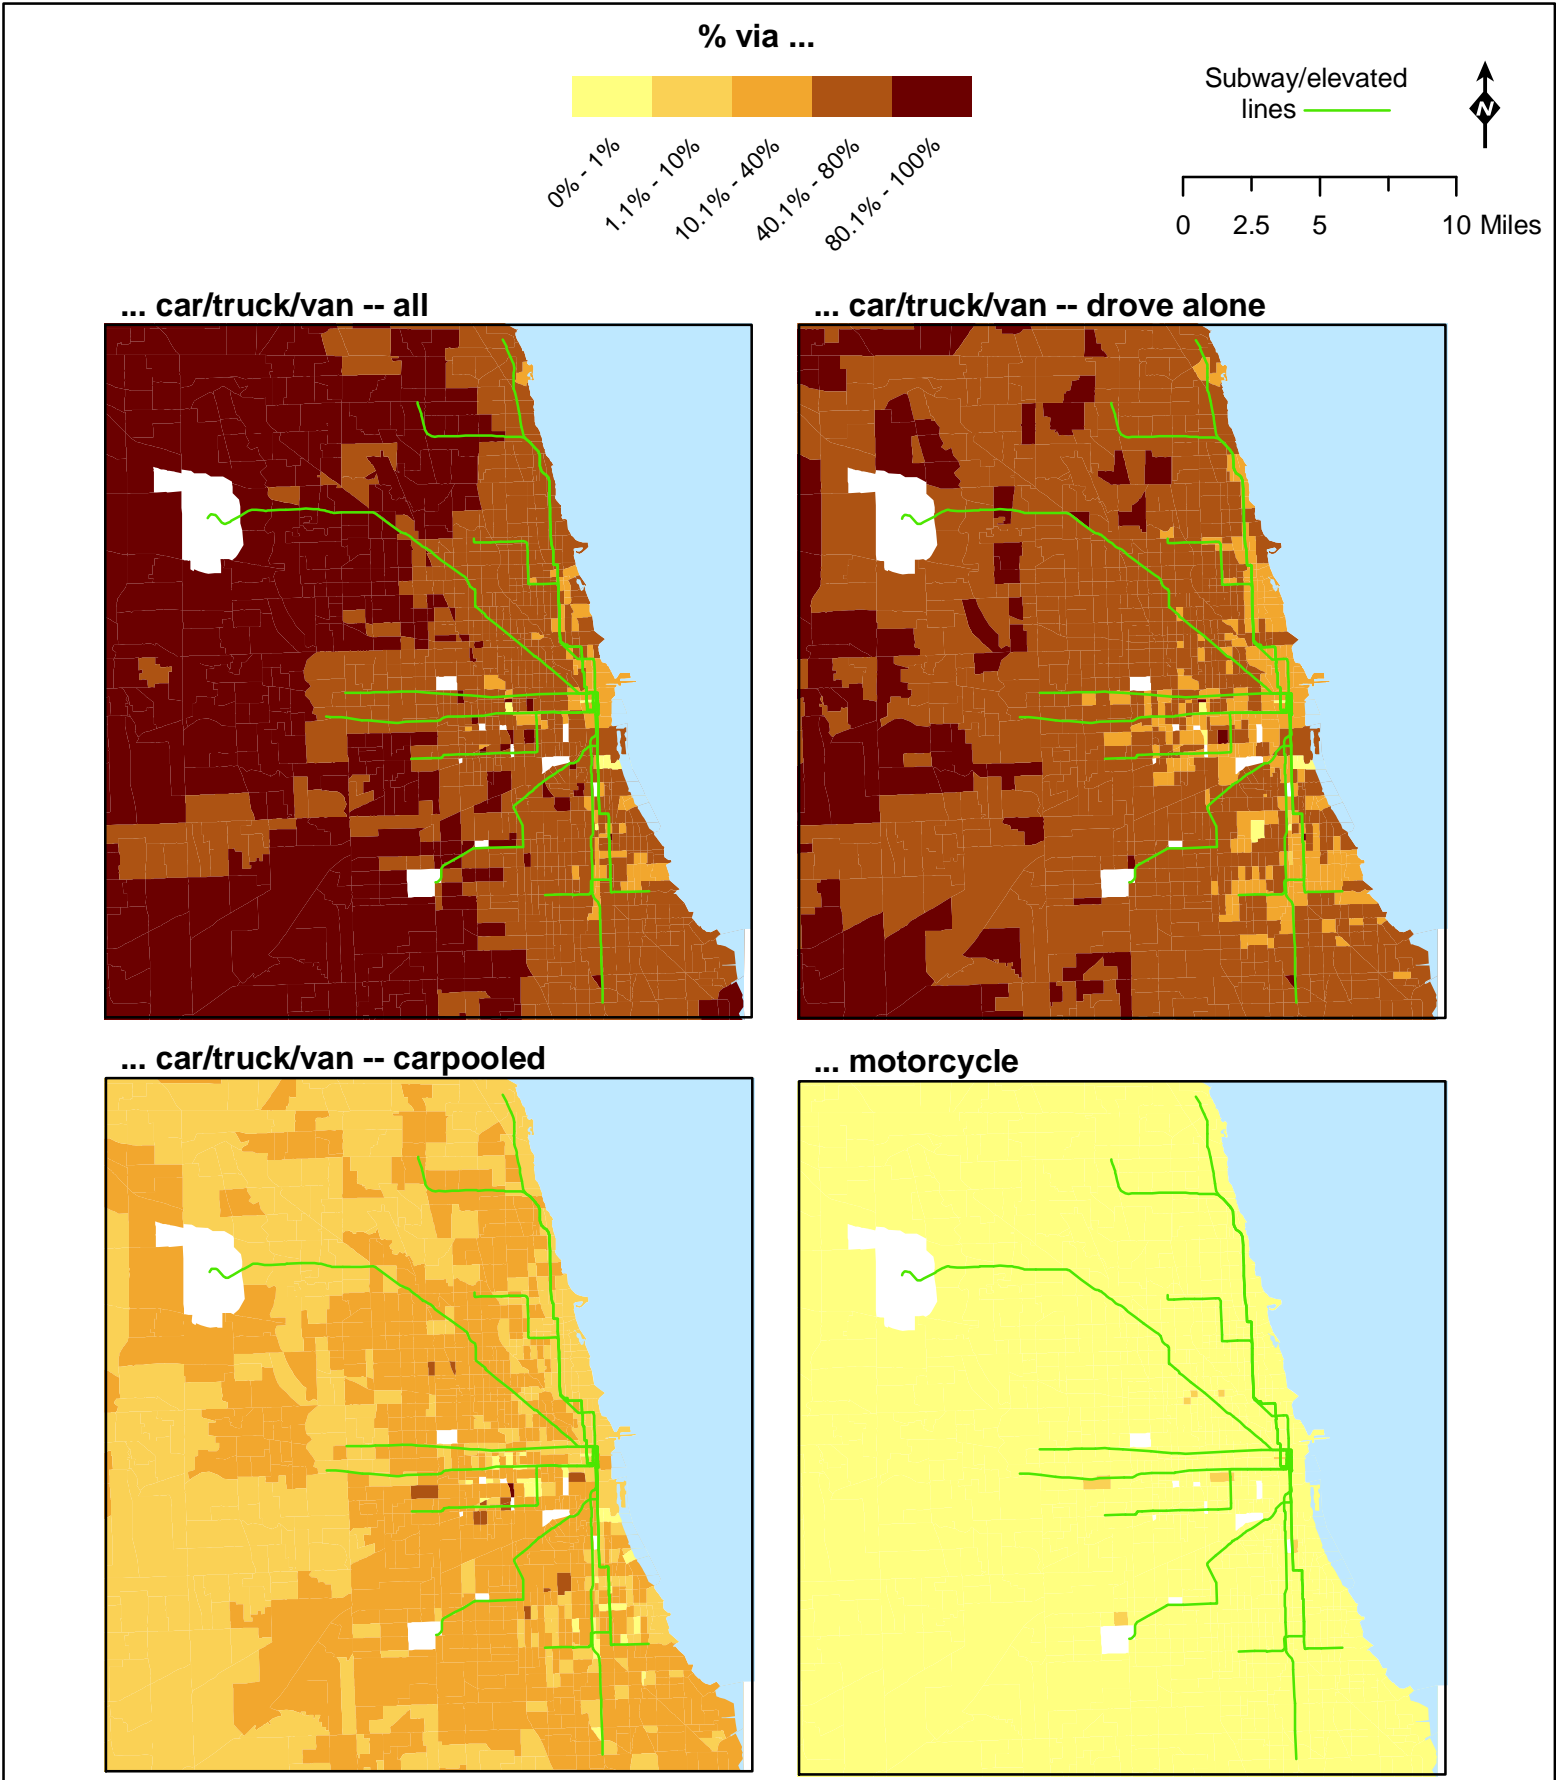 % via ...
0% - 1%
1.1% - 10%
10.1% - 40%
40.1% - 80%
80.1% - 100%
Subway/elevated
lines
N
0 2.5 5 10 Miles
... car/truck/van -- all
... car/truck/van -- drove alone
... car/truck/van -- carpooled
... motorcycle